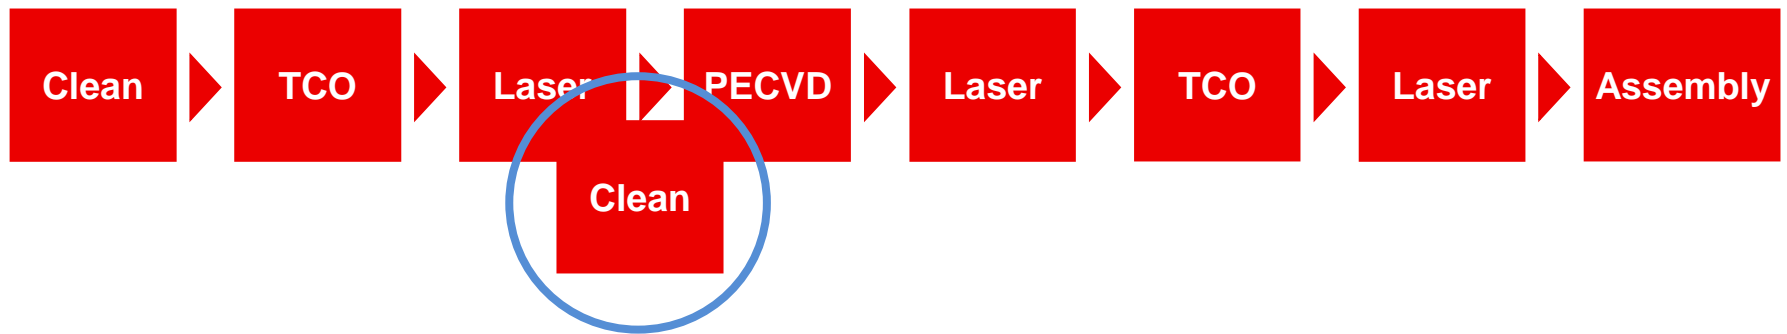 Clean
TCO
Laser
PECVD
Laser
TCO
Laser
Assembly
Clean